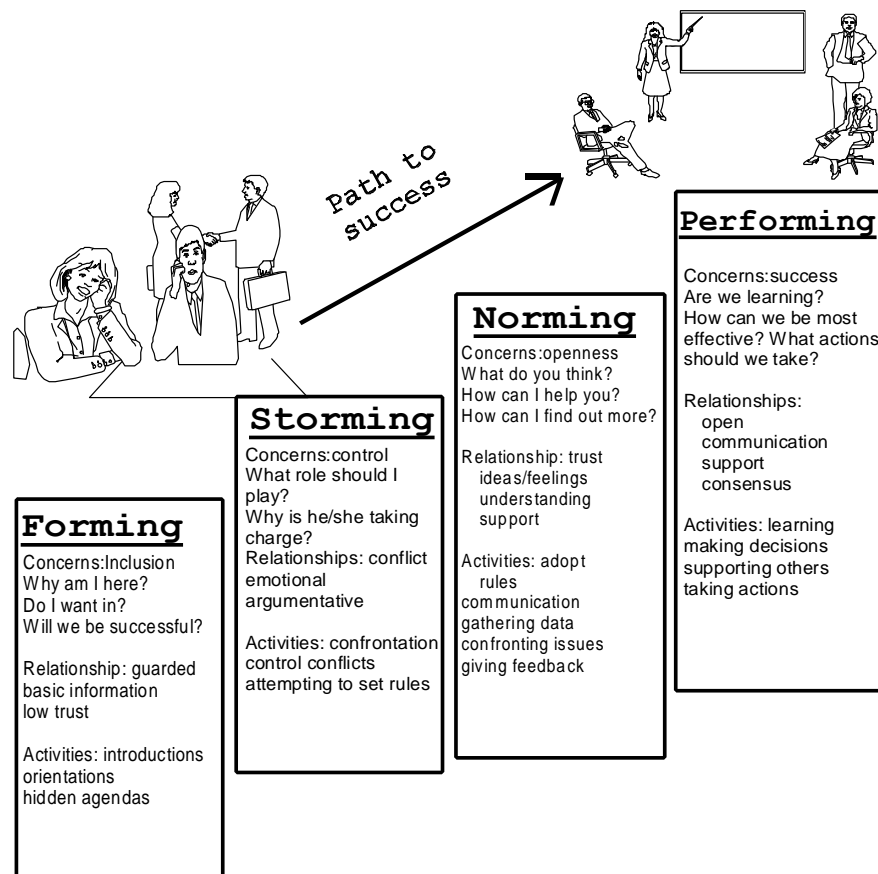 Path to
success
Forming
Concerns:Inclusion
Why am I here?
Do I want in?
Will we be successful?
Relationship: guarded
basic information
low trust
Activities: introductions
orientations
hidden agendas
Storming
Concerns:control
What role should I
play?
Why is he/she taking
charge?
Relationships: conflict
emotional
argumentative
Activities: confrontation
control conflicts
attempting to set rules
Norming
Concerns:openness
What do you think?
How can I help you?
How can I find out more?
Relationship: trust
ideas/feelings
understanding
support
Activities: adopt
rules
communication
gathering data
confronting issues
giving feedback
Performing
Concerns:success
Are we learning?
How can we be most
effective? What actions
should we take?
Relationships:
open
communication
support
consensus
Activities: learning
making decisions
supporting others
taking actions